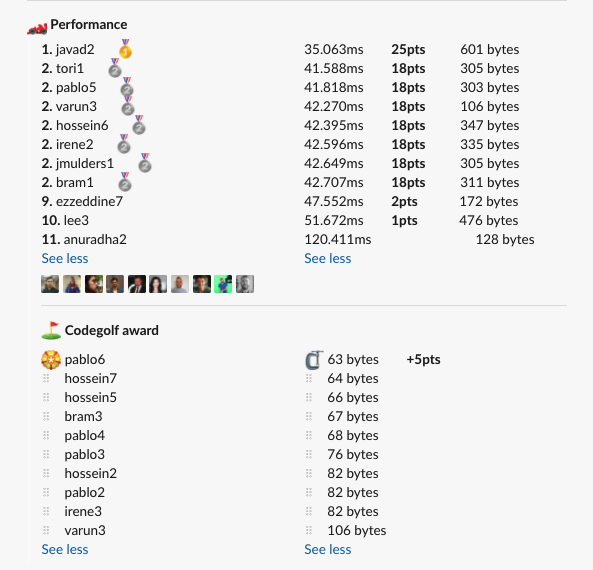 Performance
1. javad2 35.063ms 25pts 601 bytes
2. tori1 41.588ms 18pts 305 bytes
2. pablo5 41.818ms 18pts 303 bytes
2. varun3 42.270ms 18pts 106 bytes
2. hossein6 42.395ms 18pts 347 bytes
2. irene2 42.596ms 18pts 335 bytes
2. jmulders1 42.649ms 18pts 305 bytes
2. bram1 42.707ms 18pts 311 bytes
9. ezzeddine7 47.552ms 2pts 172 bytes
10. lee3 51.672ms 1pts 476 bytes
11. anuradha2 120.411ms 128 bytes
See less See less
Codegolf award
pablo6 63 bytes +5pts
hossein7 64 bytes
hossein5 66 bytes
bram3 67 bytes
pablo4 68 bytes
pablo3 76 bytes
hossein2 82 bytes
pablo2 82 bytes
irene3 82 bytes
varun3 106 bytes
See less See less